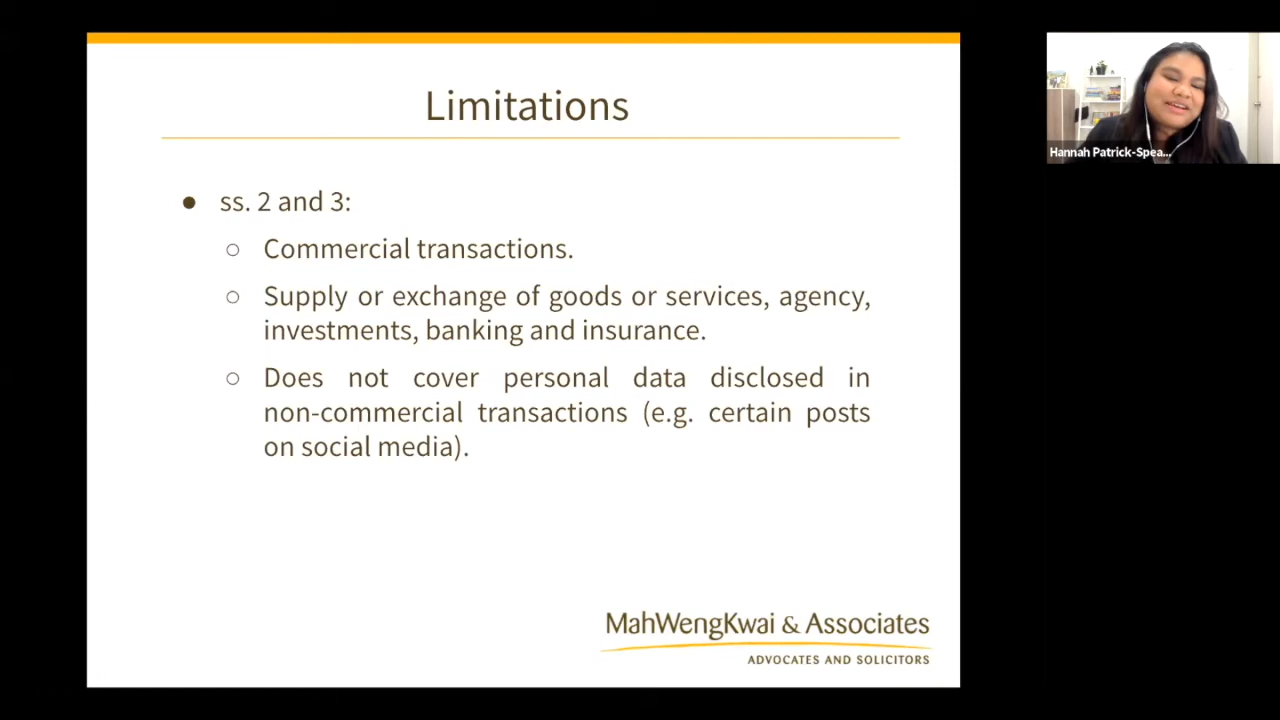 Limitations
● ss. 2 and 3:
○ Commercial transactions.
○ Supply or exchange of goods or services, agency,
investments, banking and insurance.
○ Does not cover personal data disclosed in
non-commercial transactions (e.g. certain posts
on social media).
MahWengKwai & Associates
ADVOCATES AND SOLICITORS
Hannah Patrick-Spea...